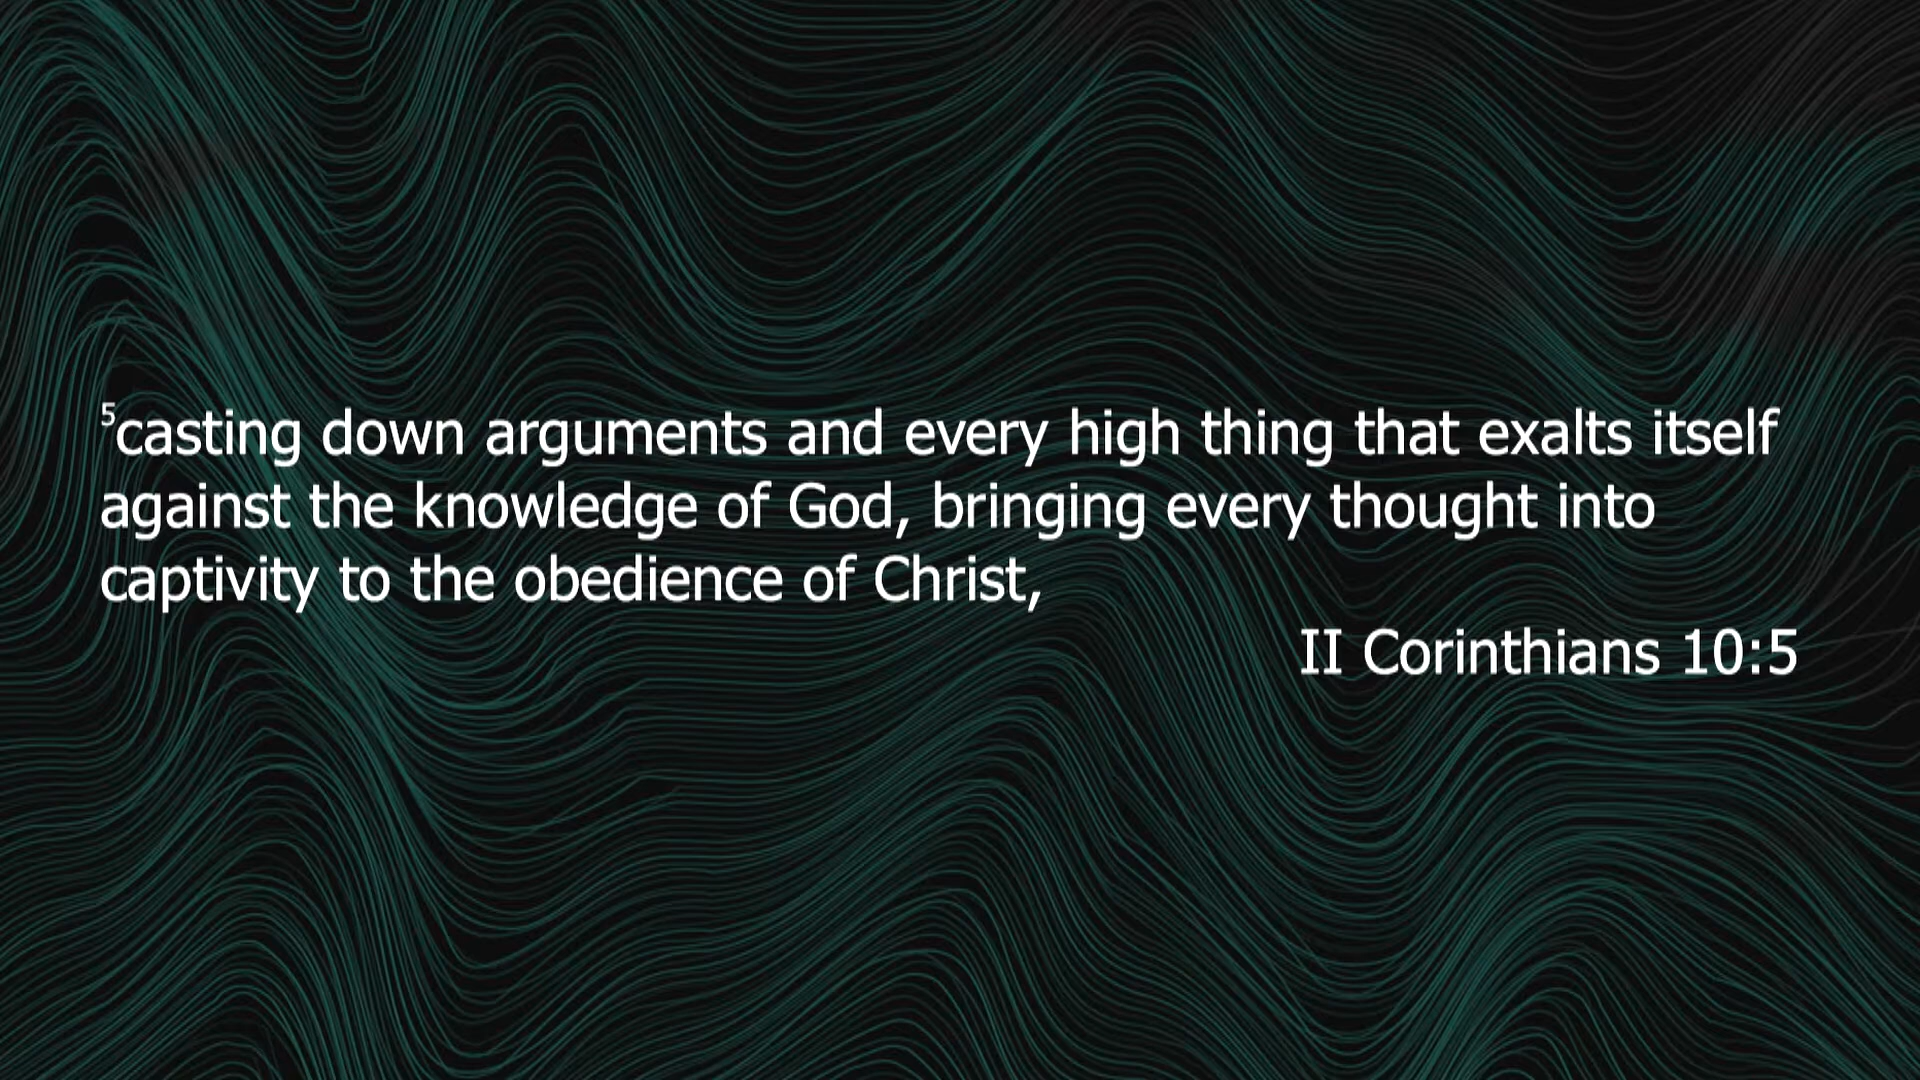 5casting down arguments and every high thing that exalts itself
against the knowledge of God, bringing every thought into
captivity to the obedience of Christ,
II Corinthians 10:5